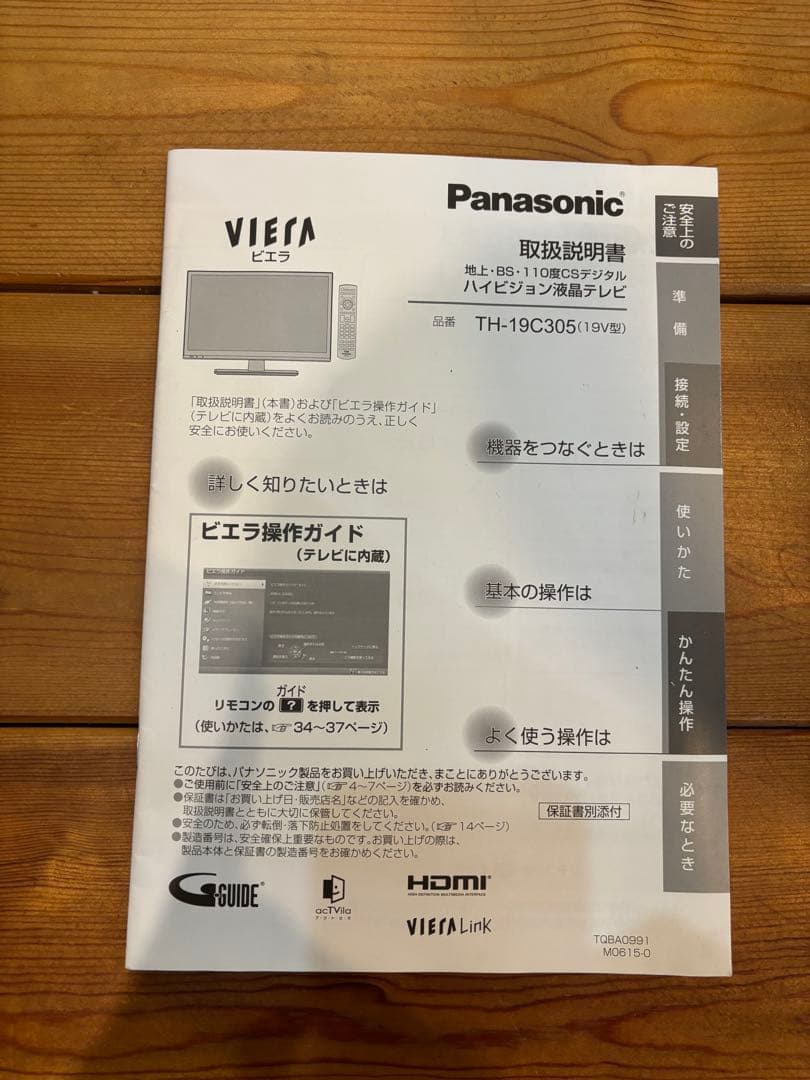 Panasonic®
VIERA
ビエラ
取扱説明書
地上・BS・110度CSデジタル
ハイビジョン液晶テレビ
品番 TH-19C305(19V型)
「取扱説明書」(本書)および「ビエラ操作ガイド」
(テレビに内蔵)をよくお読みのうえ、正しく
安全にお使いください。
詳しく知りたいときは
ビエラ操作ガイド
(テレビに内蔵)
ビエラ操作ガイド
ガイド
リモコンの ? を押して表示
(使いかたは、☞34～37ページ)
機器をつなぐときは
基本の操作は
よく使う操作は
安全上の
ご注意
準備
接続・設定
使いかた
かんたん操作
必要なとき
このたびは、パナソニック製品をお買い上げいただき、まことにありがとうございます。
●ご使用前に「安全上のご注意」(☞4～7ページ)を必ずお読みください。
●保証書は「お買い上げ日・販売店名」などの記入を確かめ、
取扱説明書とともに大切に保管してください。
●安全のため、必ず転倒・落下防止処置をしてください。(☞14ページ)
●製造番号は、安全確保上重要なものです。お買い上げの際は、
製品本体と保証書の製造番号をお確かめください。
保証書別添付
G-GUIDE®
acTVila
アクトビラ
HDMI®
HIGH-DEFINITION MULTIMEDIA INTERFACE
VIERA Link
TQBA0991
M0615-0